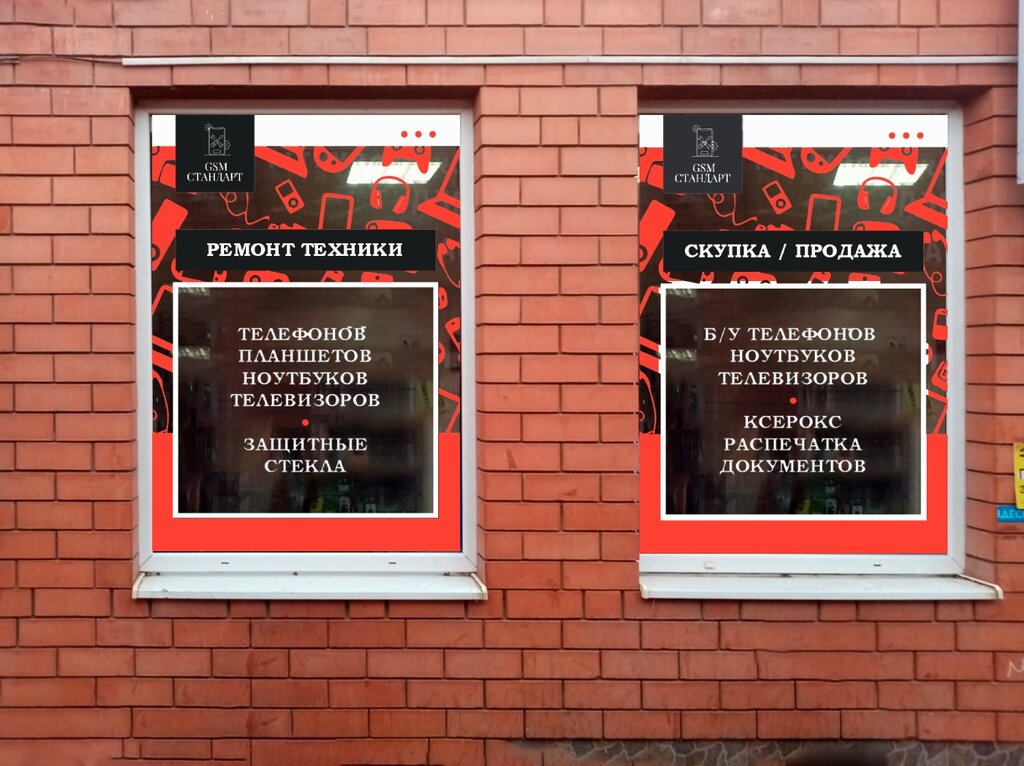 GSM
СТАНДАРТ
РЕМОНТ ТЕХНИКИ
ТЕЛЕФОНОВ
ПЛАНШЕТОВ
НОУТБУКОВ
ТЕЛЕВИЗОРОВ
ЗАЩИТНЫЕ
СТЕКЛА
GSM
СТАНДАРТ
СКУПКА / ПРОДАЖА
Б/У ТЕЛЕФОНОВ
НОУТБУКОВ
ТЕЛЕВИЗОРОВ
КСЕРОКС
РАСПЕЧАТКА
ДОКУМЕНТОВ